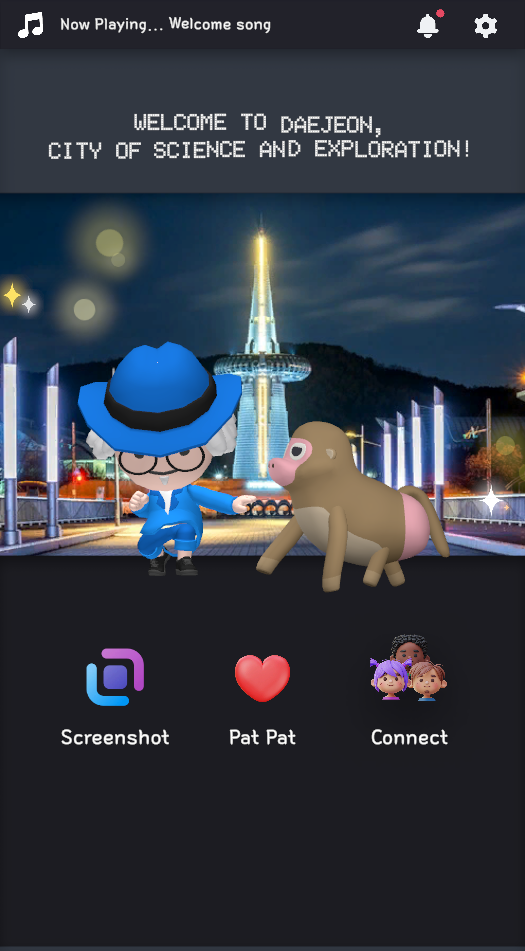 Now Playing... Welcome song
WELCOME TO DAEJEON,
CITY OF SCIENCE AND EXPLORATION!
Screenshot
Pat Pat
Connect